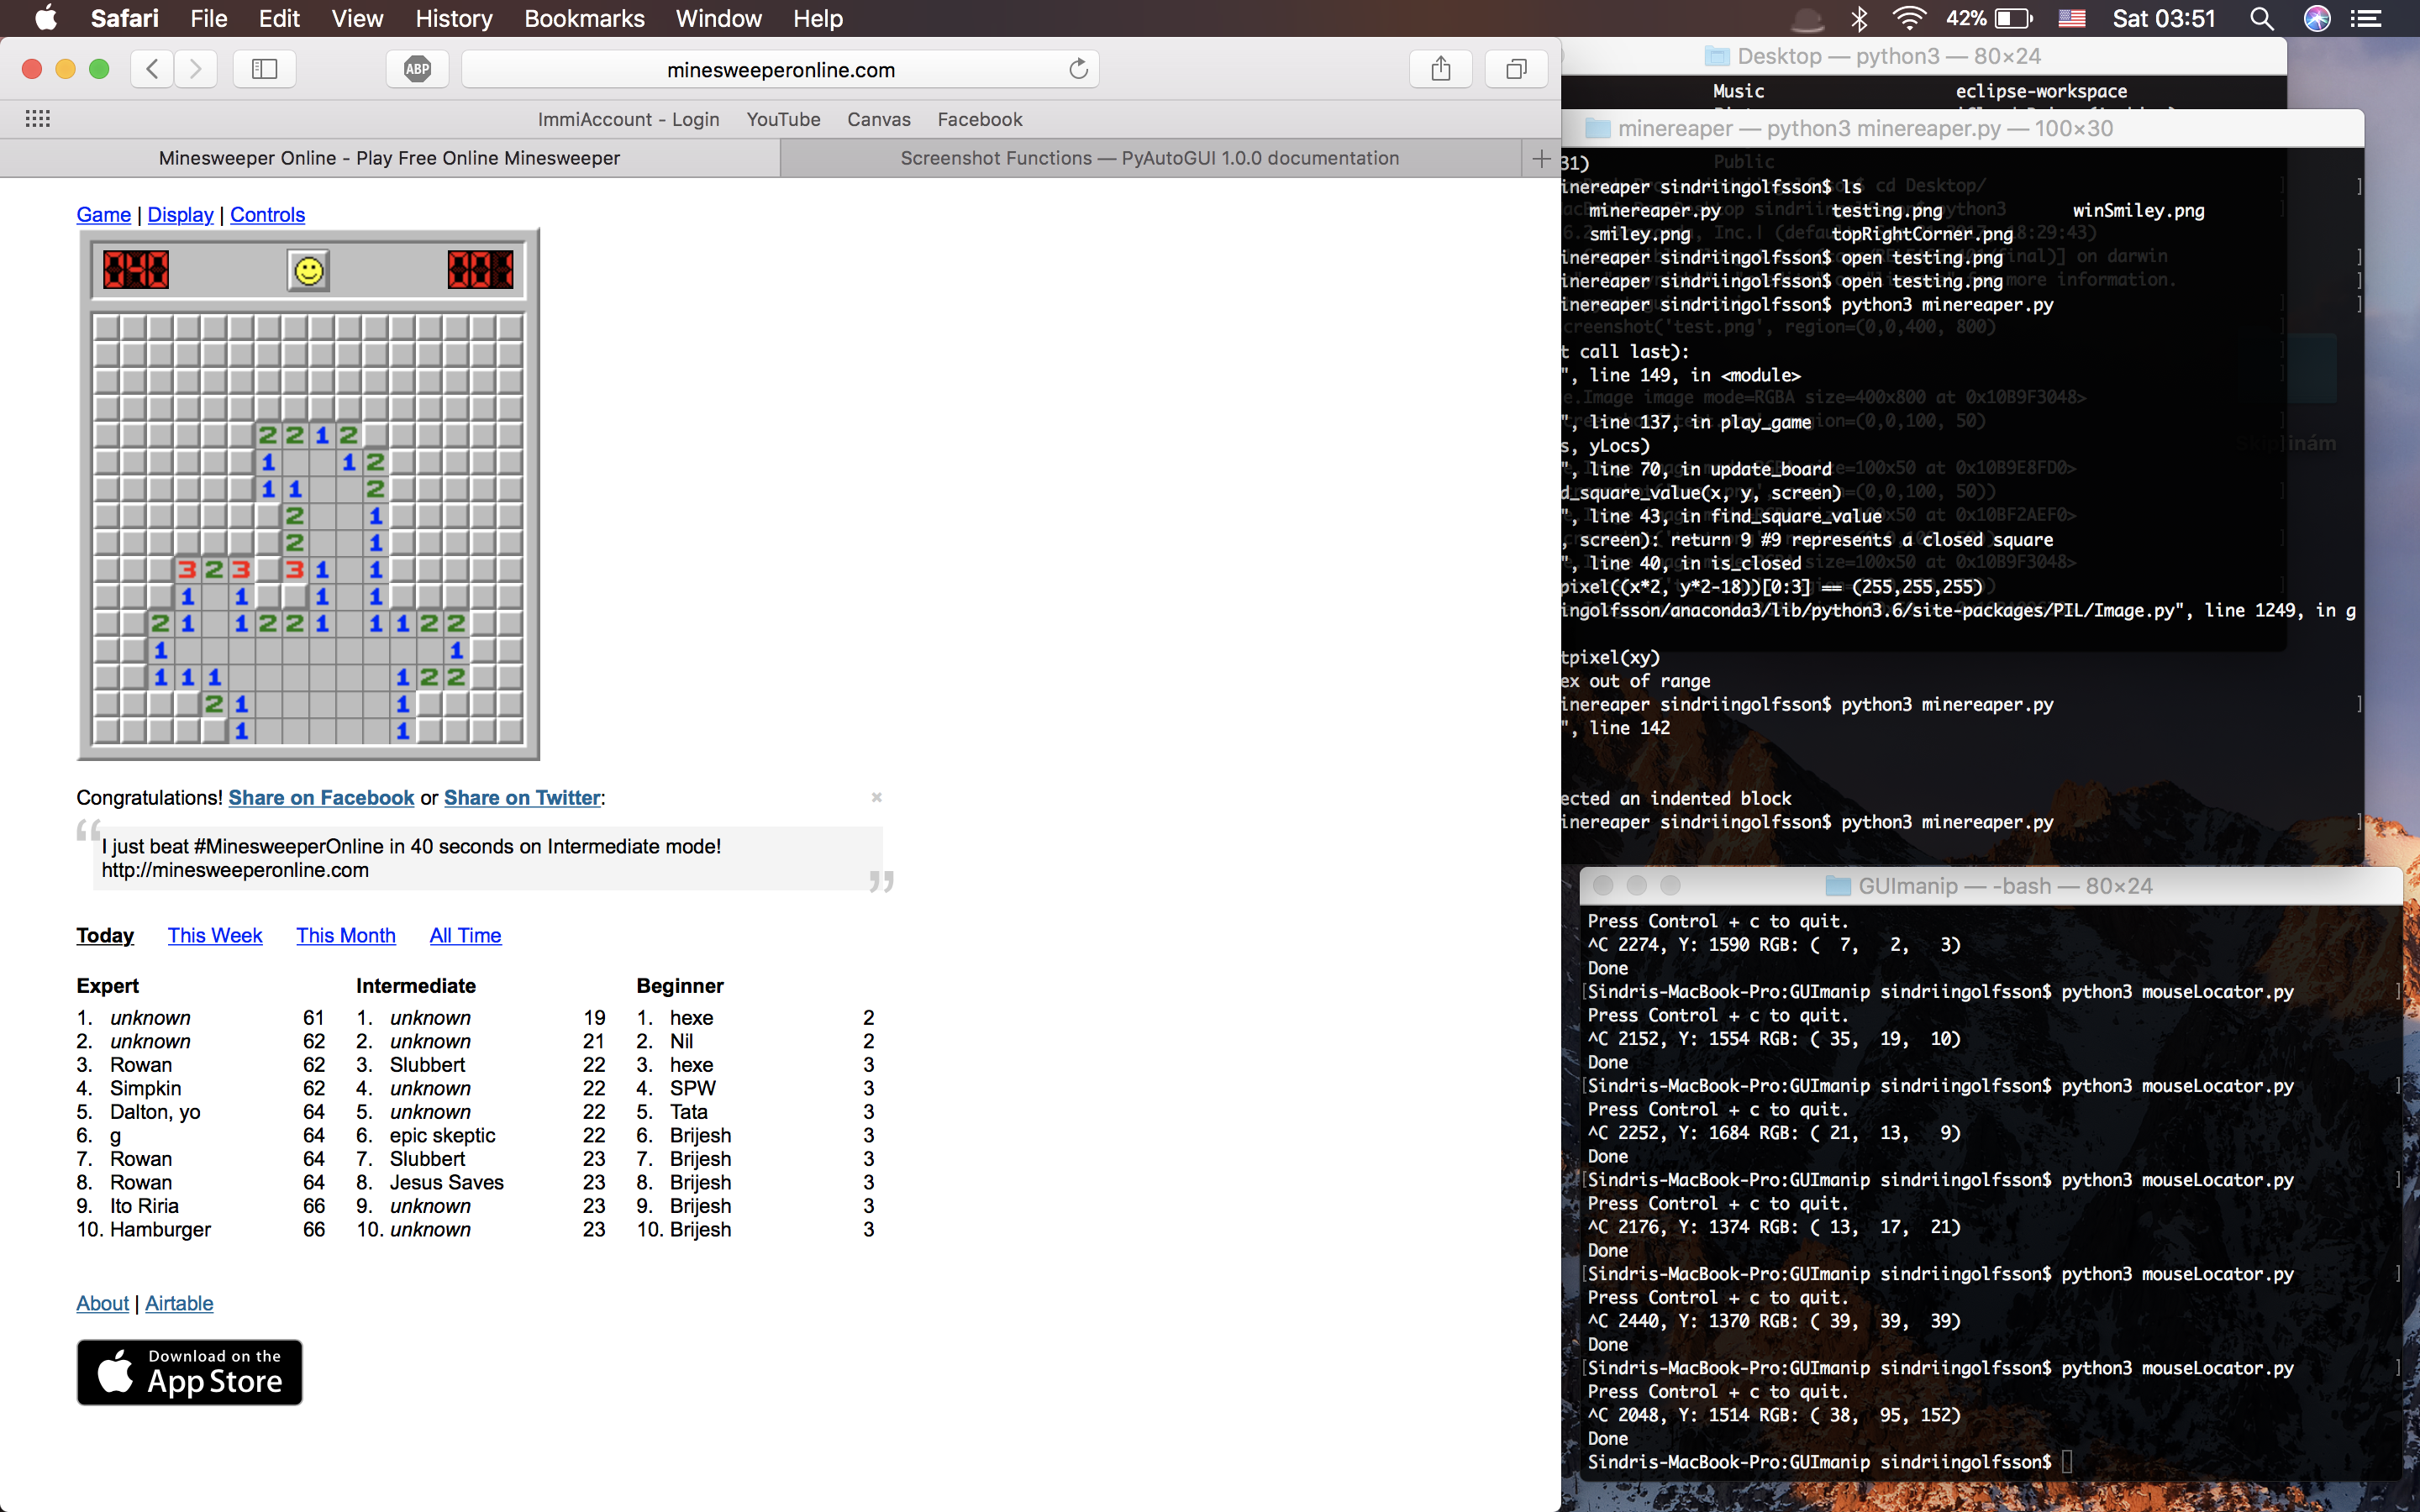 Safari File Edit View History Bookmarks Window Help
42% Sat 03:51
ABP minesweeperonline.com
ImmiAccount - Login YouTube Canvas Facebook
Minesweeper Online - Play Free Online Minesweeper
Screenshot Functions — PyAutoGUI 1.0.0 documentation
Game | Display | Controls
2 2 1 2
1 1 2
1 1 2
2 1
2 1
3 2 3 3 1 1
1 1 1 1
2 1 1 2 2 1 1 1 2 2
1 1
1 1 1 1 2 2
2 1 1
1 1
Congratulations! Share on Facebook or Share on Twitter:
“
I just beat #MinesweeperOnline in 40 seconds on Intermediate mode!
http://minesweeperonline.com
”
Today This Week This Month All Time
Expert Intermediate Beginner
1. unknown 61 1. unknown 19 1. hexe 2
2. unknown 62 2. unknown 21 2. Nil 2
3. Rowan 62 3. Slubbert 22 3. hexe 3
4. Simpkin 62 4. unknown 22 4. SPW 3
5. Dalton, yo 64 5. unknown 22 5. Tata 3
6. g 64 6. epic skeptic 22 6. Brijesh 3
7. Rowan 64 7. Slubbert 23 7. Brijesh 3
8. Rowan 64 8. Jesus Saves 23 8. Brijesh 3
9. Ito Riria 66 9. unknown 23 9. Brijesh 3
10. Hamburger 66 10. unknown 23 10. Brijesh 3
About | Airtable
Download on the
App Store
Desktop — python3 — 80×24
Music eclipse-workspace
minereaper — python3 minereaper.py — 100×30
31) Public
inereaper sindriingolfsson$ ls
minereaper.py testing.png winSmiley.png
smiley.png topRightCorner.png
inereaper sindriingolfsson$ open testing.png
inereaper sindriingolfsson$ open testing.png
inereaper sindriingolfsson$ python3 minereaper.py
t call last):
", line 149, in <module>
", line 137, in play_game
s, yLocs)
", line 70, in update_board
d_square_value(x, y, screen)
", line 43, in find_square_value
, screen): return 9 #9 represents a closed square
", line 40, in is_closed
pixel((x*2, y*2-18))[0:3] == (255,255,255)
ingolfsson/anaconda3/lib/python3.6/site-packages/PIL/Image.py", line 1249, in g
tpixel(xy)
ex out of range
inereaper sindriingolfsson$ python3 minereaper.py
", line 142
ected an indented block
inereaper sindriingolfsson$ python3 minereaper.py
GUImanip — -bash — 80×24
Press Control + c to quit.
^C 2274, Y: 1590 RGB: (  7,   2,   3)
Done
[Sindris-MacBook-Pro:GUImanip sindriingolfsson$ python3 mouseLocator.py ]
Press Control + c to quit.
^C 2152, Y: 1554 RGB: ( 35,  19,  10)
Done
[Sindris-MacBook-Pro:GUImanip sindriingolfsson$ python3 mouseLocator.py ]
Press Control + c to quit.
^C 2252, Y: 1684 RGB: ( 21,  13,   9)
Done
[Sindris-MacBook-Pro:GUImanip sindriingolfsson$ python3 mouseLocator.py ]
Press Control + c to quit.
^C 2176, Y: 1374 RGB: ( 13,  17,  21)
Done
[Sindris-MacBook-Pro:GUImanip sindriingolfsson$ python3 mouseLocator.py ]
Press Control + c to quit.
^C 2440, Y: 1370 RGB: ( 39,  39,  39)
Done
[Sindris-MacBook-Pro:GUImanip sindriingolfsson$ python3 mouseLocator.py ]
Press Control + c to quit.
^C 2048, Y: 1514 RGB: ( 38,  95, 152)
Done
Sindris-MacBook-Pro:GUImanip sindriingolfsson$